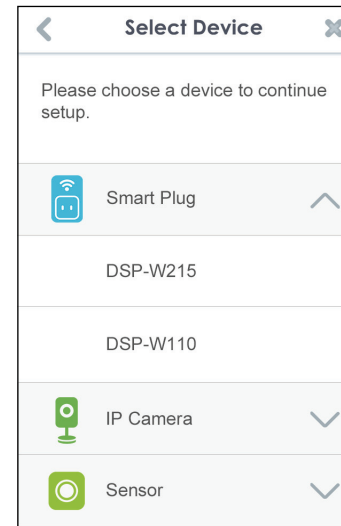 Select Device
Please choose a device to continue
setup.
Smart Plug
DSP-W215
DSP-W110
IP Camera
Sensor